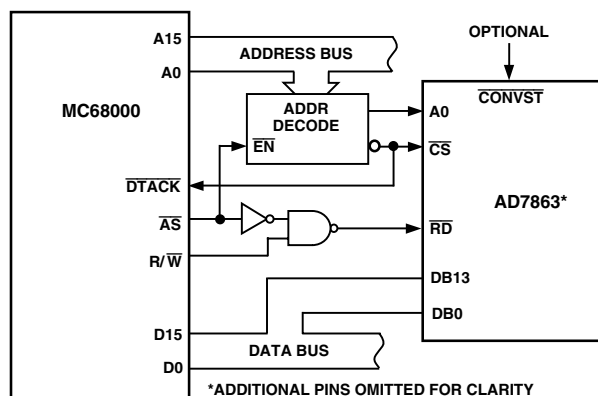 OPTIONAL
A15
ADDRESS BUS
A0
MC68000
ADDR
DECODE
EN
A0
CONVST
CS
DTACK
AD7863*
AS
RD
R/W
DB13
DB0
D15
DATA BUS
D0
*ADDITIONAL PINS OMITTED FOR CLARITY